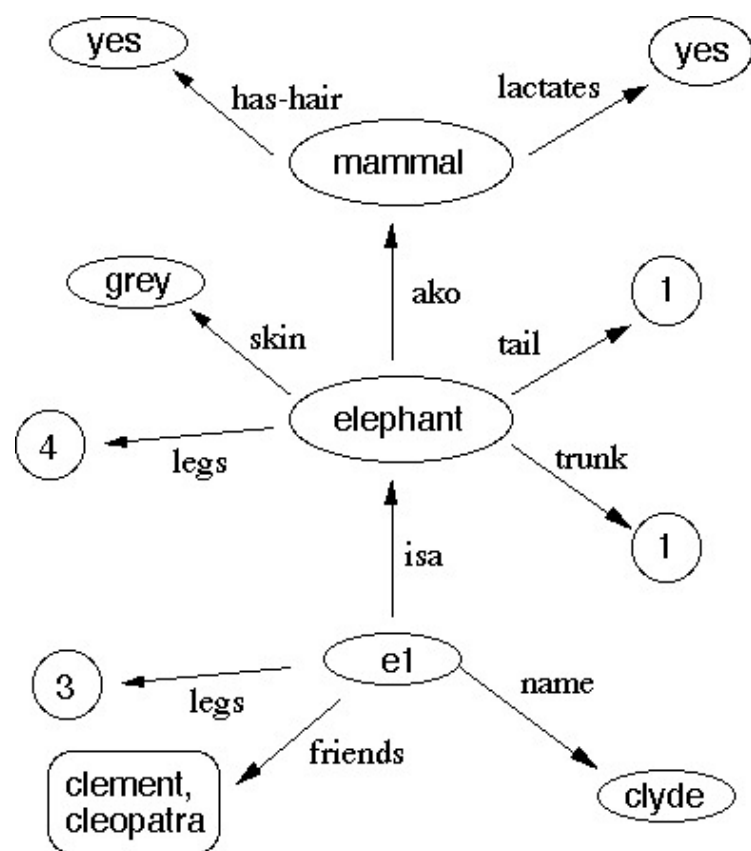 yes
yes
has-hair
lactates
mammal
grey
ako
1
skin
tail
elephant
4
legs
trunk
1
isa
e1
3
legs
name
friends
clement,
cleopatra
clyde